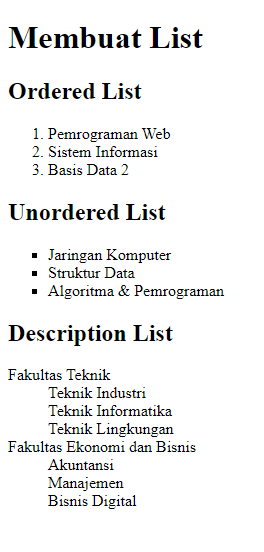 Membuat List
Ordered List
1. Pemrograman Web
2. Sistem Informasi
3. Basis Data 2
Unordered List
▪ Jaringan Komputer
▪ Struktur Data
▪ Algoritma & Pemrograman
Description List
Fakultas Teknik
Teknik Industri
Teknik Informatika
Teknik Lingkungan
Fakultas Ekonomi dan Bisnis
Akuntansi
Manajemen
Bisnis Digital